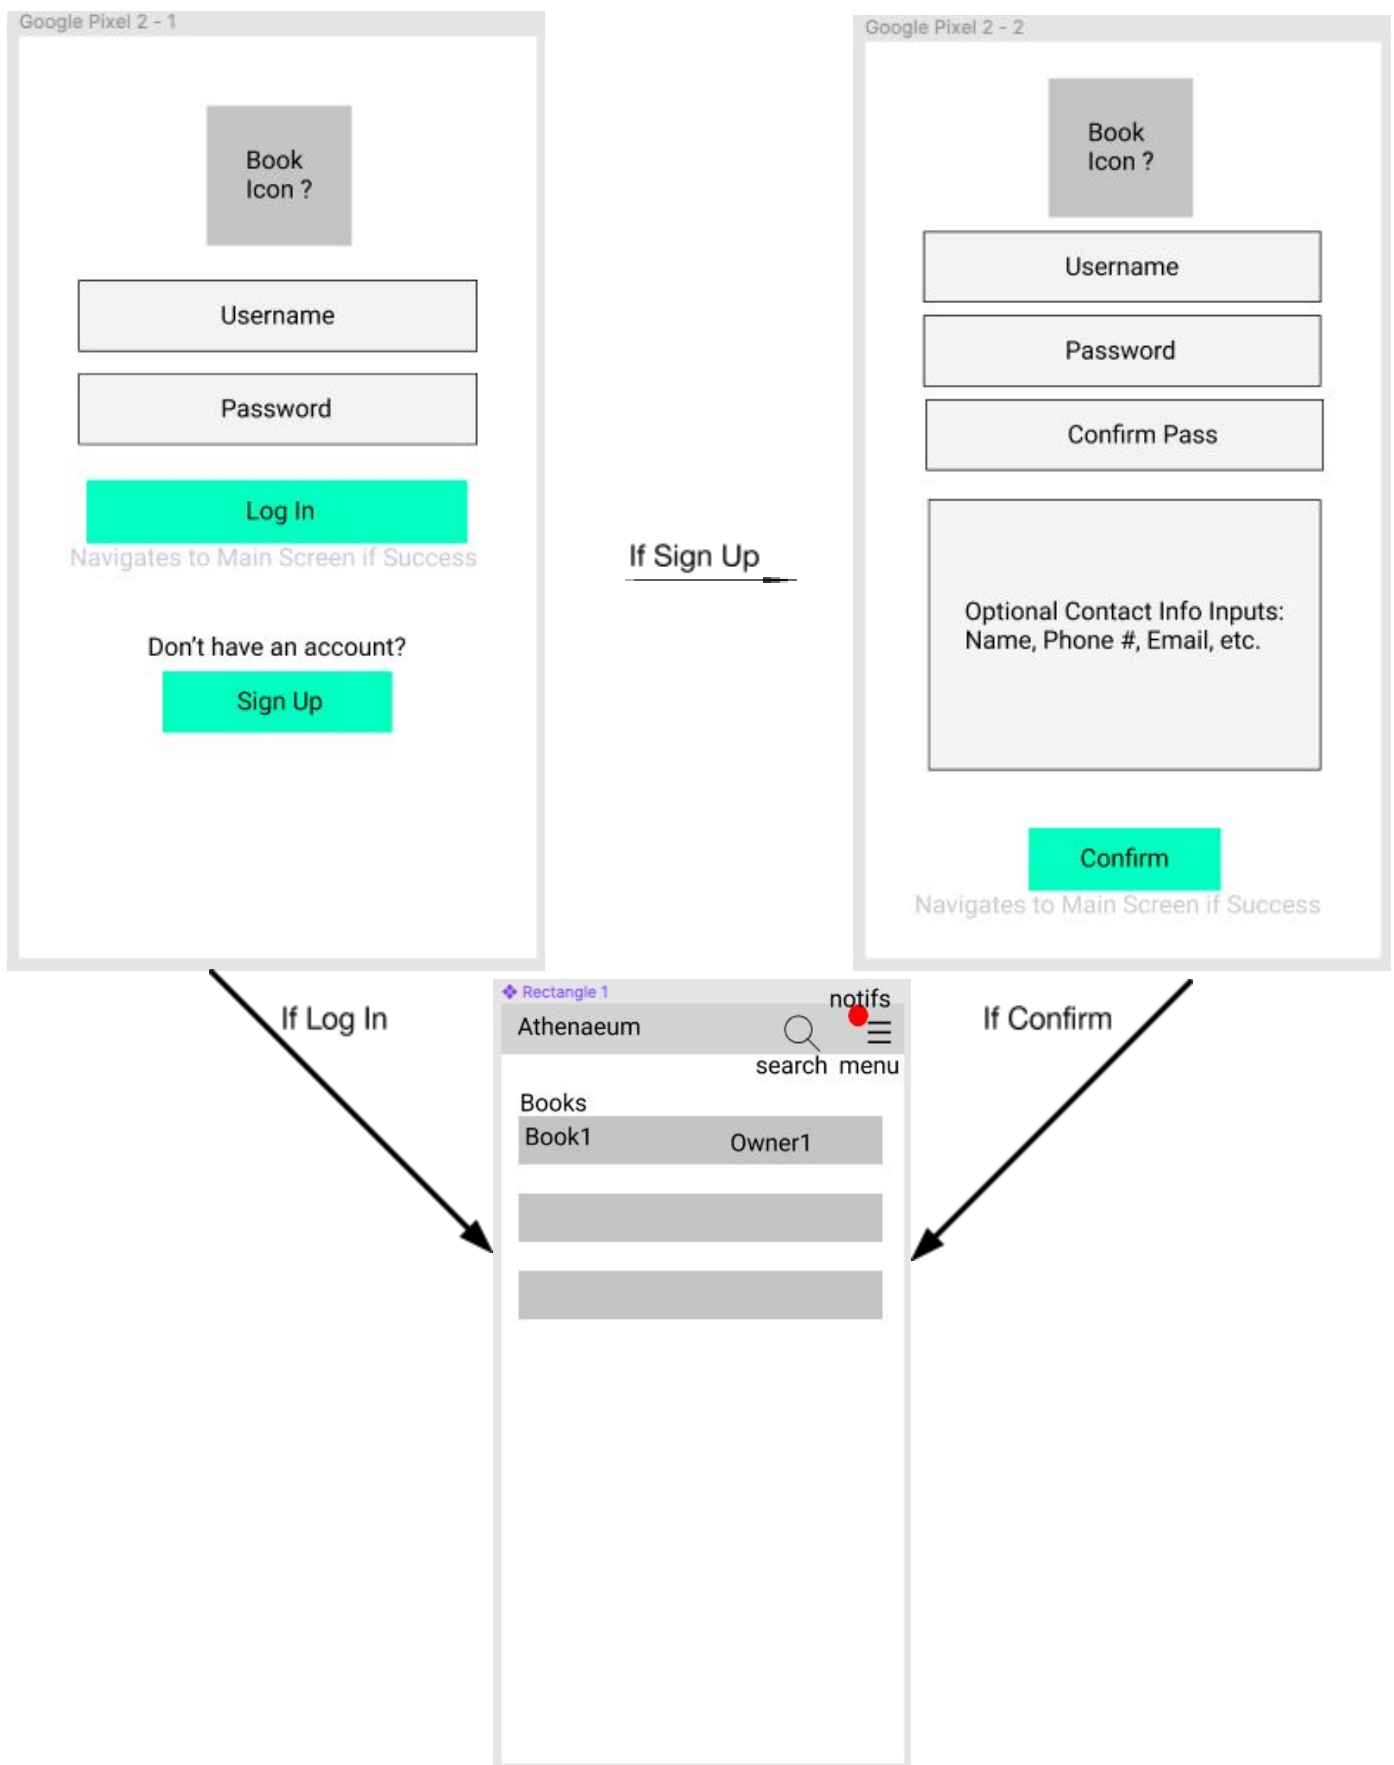 Google Pixel 2 - 1
Book
Icon ?
Username
Password
Log In
Navigates to Main Screen if Success
Don't have an account?
Sign Up
If Sign Up
Google Pixel 2 - 2
Book
Icon ?
Username
Password
Confirm Pass
Optional Contact Info Inputs:
Name, Phone #, Email, etc.
Confirm
Navigates to Main Screen if Success
If Log In
If Confirm
Rectangle 1
notifs
Athenaeum
search menu
Books
Book1 Owner1